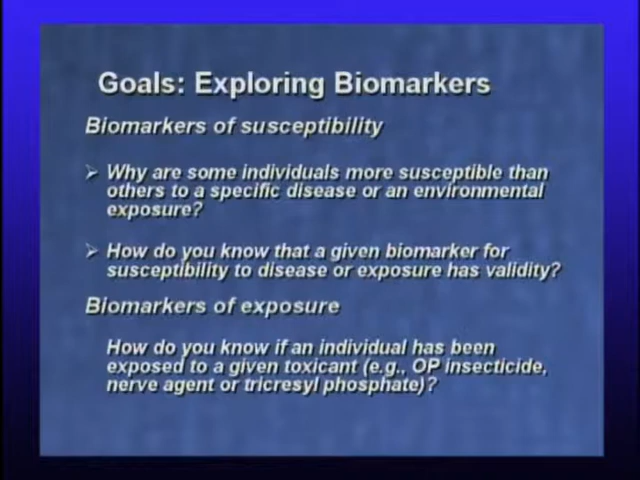 Goals: Exploring Biomarkers
Biomarkers of susceptibility
➢ Why are some individuals more susceptible than
others to a specific disease or an environmental
exposure?
➢ How do you know that a given biomarker for
susceptibility to disease or exposure has validity?
Biomarkers of exposure
How do you know if an individual has been
exposed to a given toxicant (e.g., OP insecticide,
nerve agent or tricresyl phosphate)?